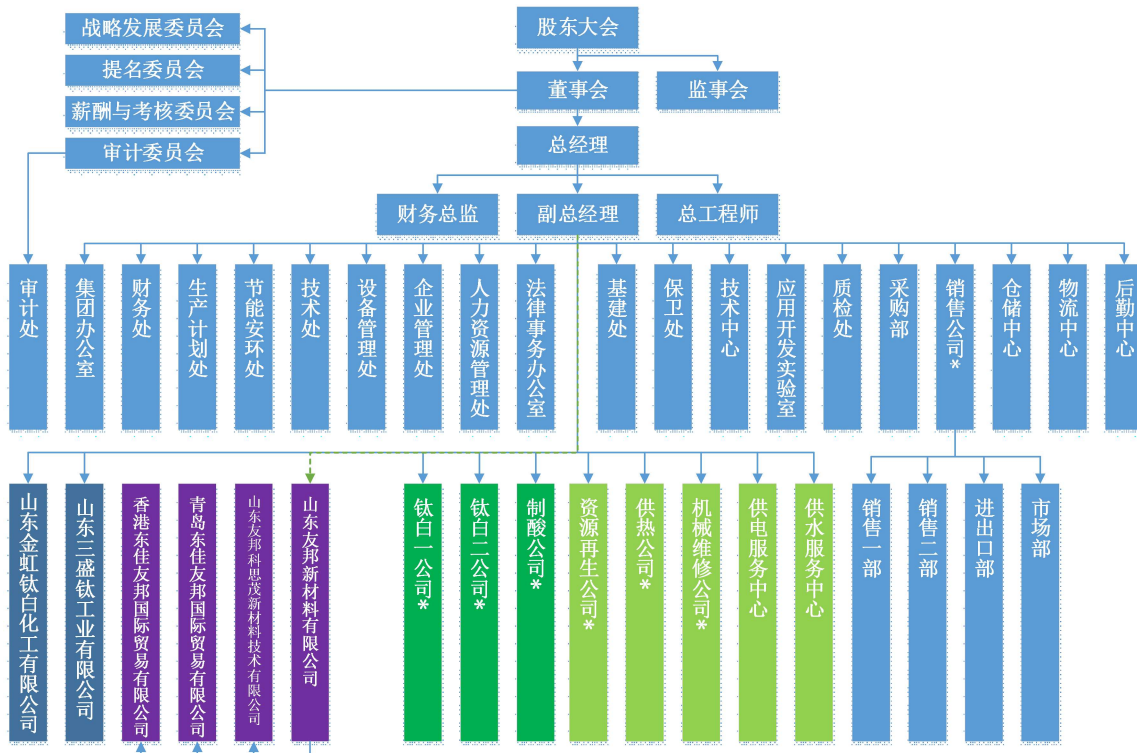 战略发展委员会
提名委员会
薪酬与考核委员会
审计委员会
股东大会
董事会
监事会
总经理
财务总监
副总经理
总工程师
审计处
集团办公室
财务处
生产计划处
节能安环处
技术处
设备管理处
企业管理处
人力资源管理处
法律事务办公室
基建处
保卫处
技术中心
应用开发实验室
质检处
采购部
销售公司*
仓储中心
物流中心
后勤中心
山东金虹钛白化工有限公司
山东三盛钛工业有限公司
香港东佳友邦国际贸易有限公司
青岛东佳友邦国际贸易有限公司
山东友邦科思茂新材料技术有限公司
山东友邦新材料有限公司
钛白一公司*
钛白二公司*
制酸公司*
资源再生公司*
供热公司*
机械维修公司*
供电服务中心
供水服务中心
销售一部
销售二部
进出口部
市场部